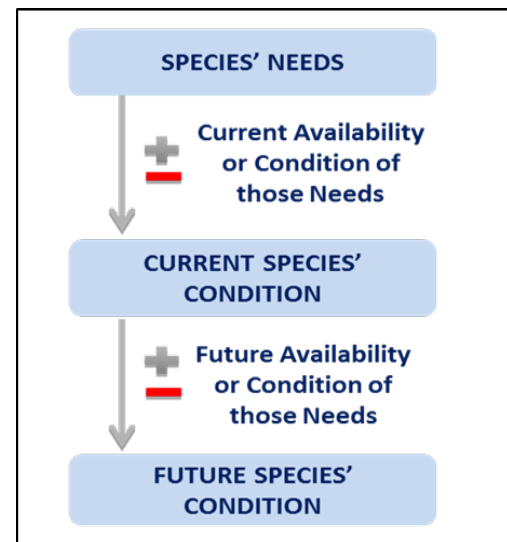 SPECIES' NEEDS
Current Availability
or Condition of
those Needs
CURRENT SPECIES'
CONDITION
Future Availability
or Condition of
those Needs
FUTURE SPECIES'
CONDITION